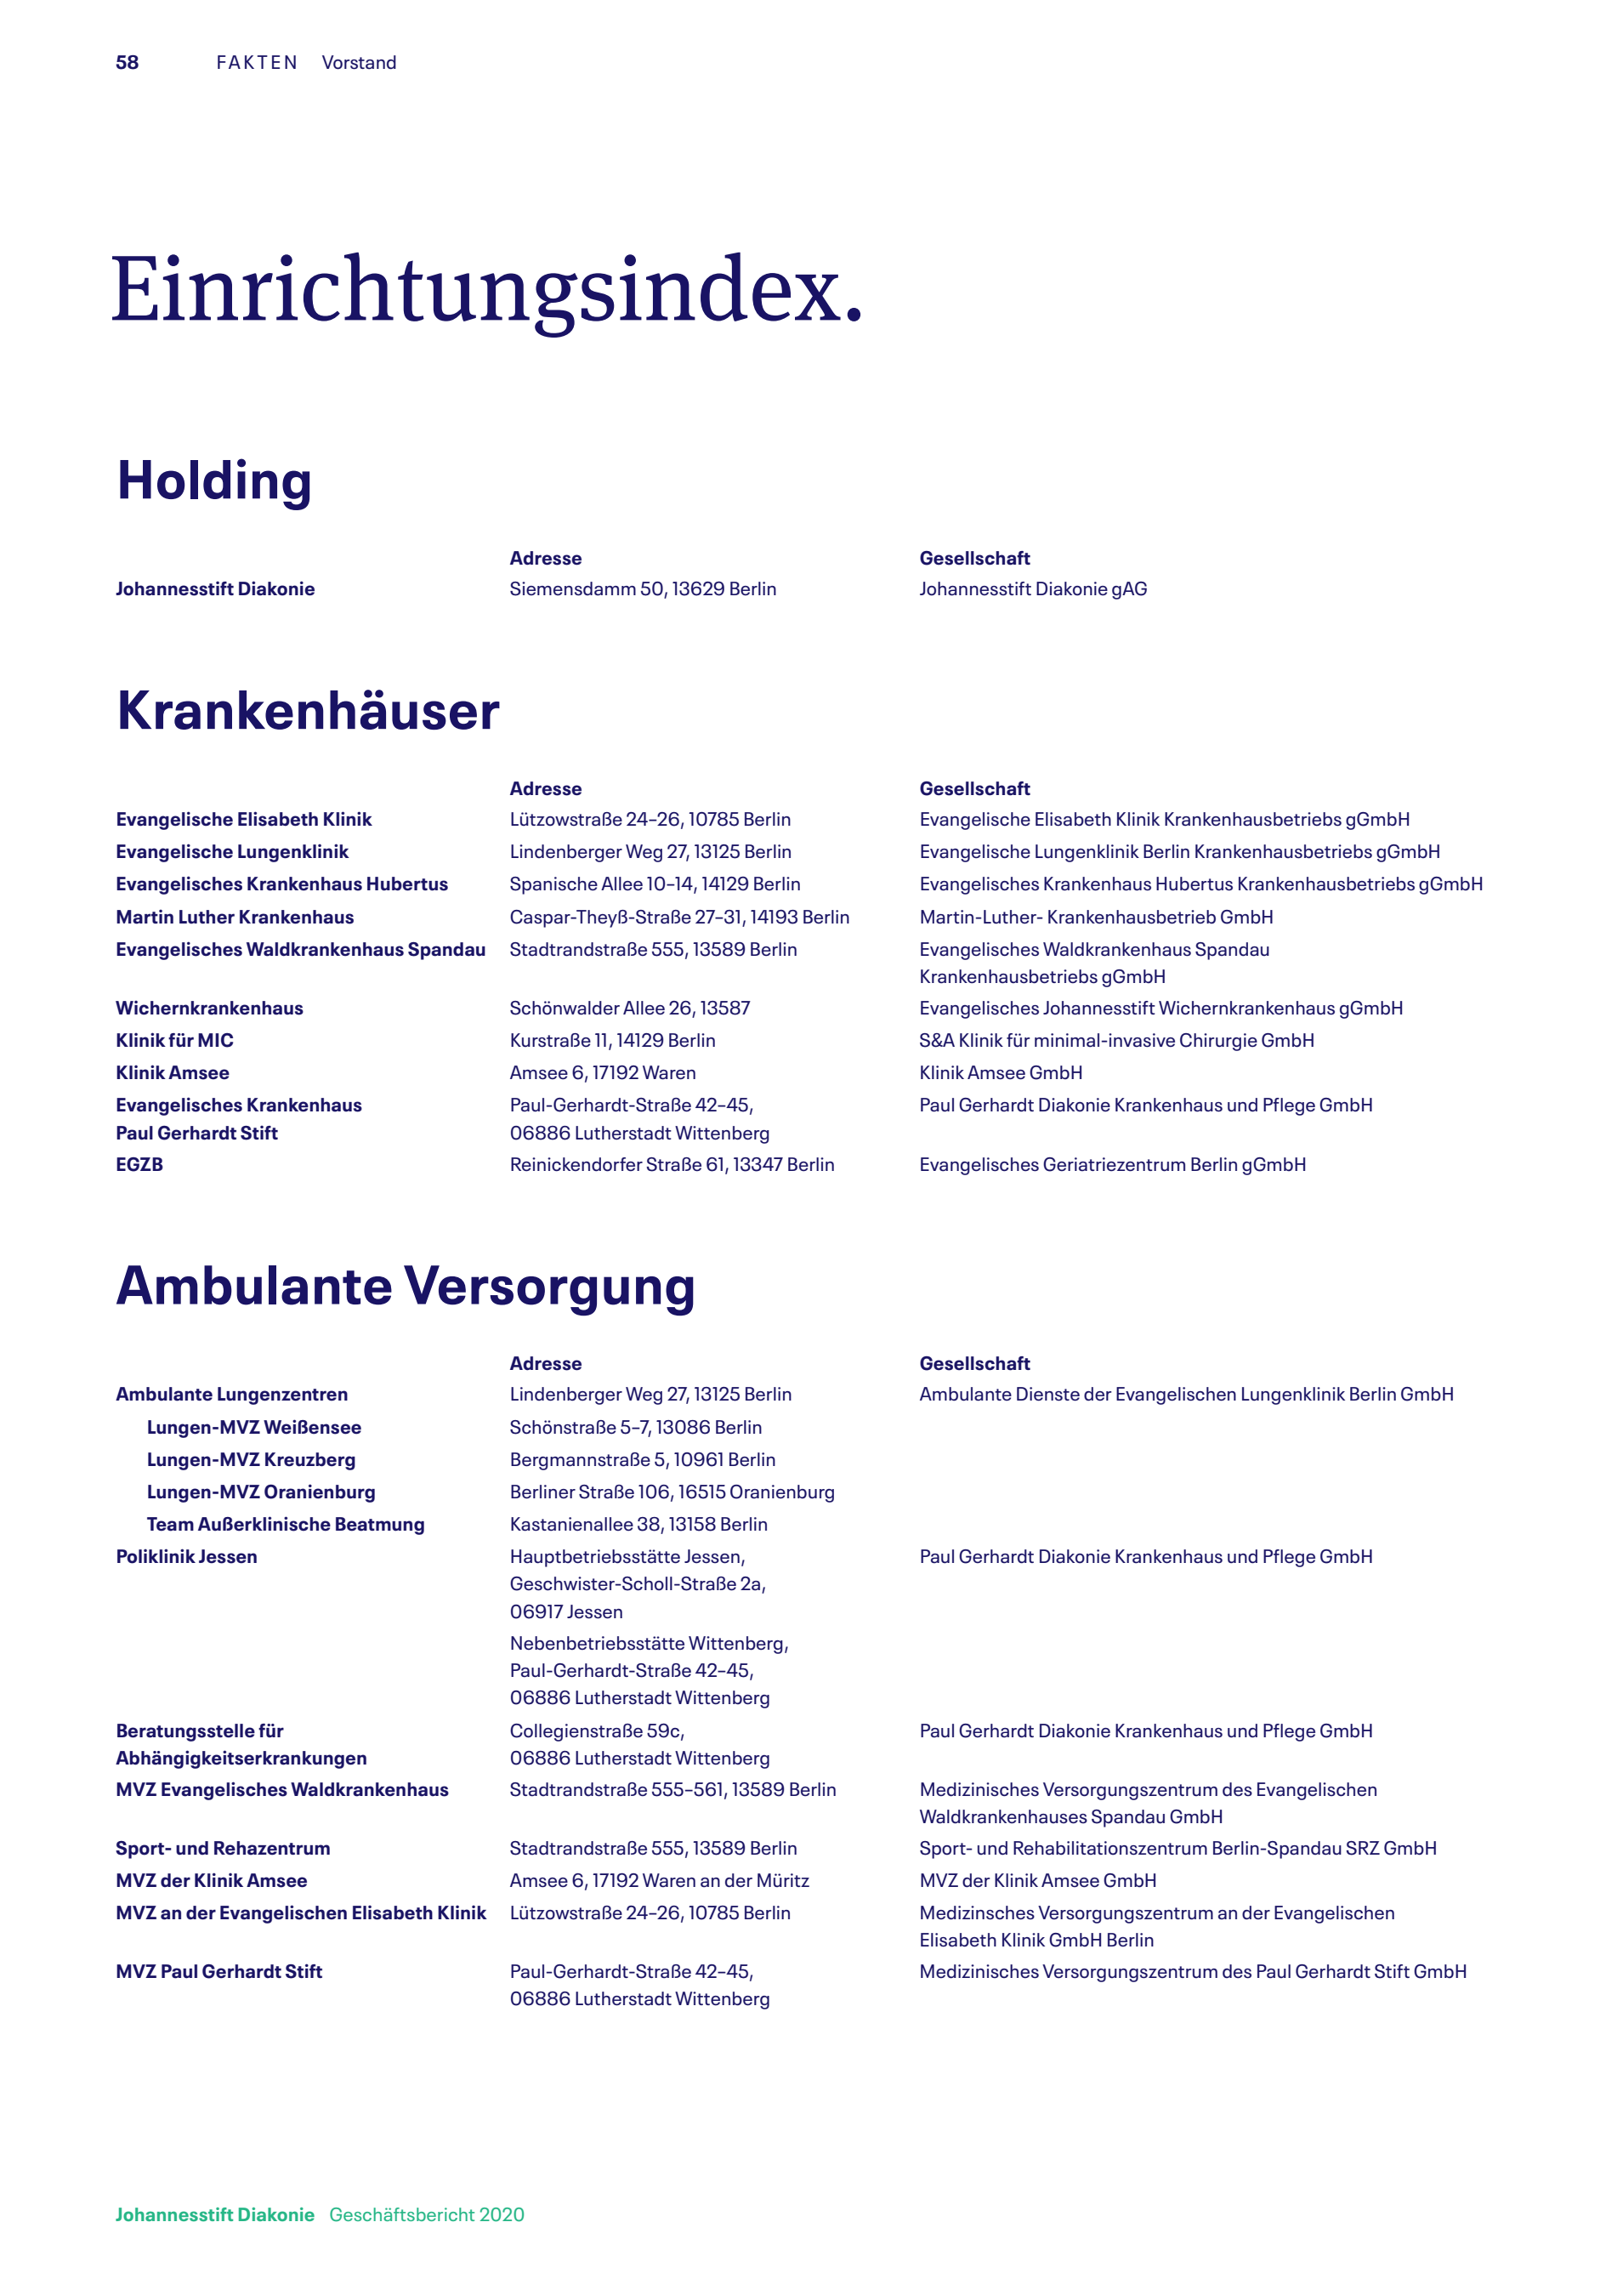 58 FAKTEN Vorstand
Einrichtungsindex.
Holding
Adresse Gesellschaft
Johannesstift Diakonie Siemensdamm 50, 13629 Berlin Johannesstift Diakonie gAG
Krankenhäuser
Adresse Gesellschaft
Evangelische Elisabeth Klinik Lützowstraße 24–26, 10785 Berlin Evangelische Elisabeth Klinik Krankenhausbetriebs gGmbH
Evangelische Lungenklinik Lindenberger Weg 27, 13125 Berlin Evangelische Lungenklinik Berlin Krankenhausbetriebs gGmbH
Evangelisches Krankenhaus Hubertus Spanische Allee 10–14, 14129 Berlin Evangelisches Krankenhaus Hubertus Krankenhausbetriebs gGmbH
Martin Luther Krankenhaus Caspar-Theyß-Straße 27–31, 14193 Berlin Martin-Luther- Krankenhausbetrieb GmbH
Evangelisches Waldkrankenhaus Spandau Stadtrandstraße 555, 13589 Berlin Evangelisches Waldkrankenhaus Spandau
Krankenhausbetriebs gGmbH
Wichernkrankenhaus Schönwalder Allee 26, 13587 Evangelisches Johannesstift Wichernkrankenhaus gGmbH
Klinik für MIC Kurstraße 11, 14129 Berlin S&A Klinik für minimal-invasive Chirurgie GmbH
Klinik Amsee Amsee 6, 17192 Waren Klinik Amsee GmbH
Evangelisches Krankenhaus Paul-Gerhardt-Straße 42–45, Paul Gerhardt Diakonie Krankenhaus und Pflege GmbH
Paul Gerhardt Stift 06886 Lutherstadt Wittenberg
EGZB Reinickendorfer Straße 61, 13347 Berlin Evangelisches Geriatriezentrum Berlin gGmbH
Ambulante Versorgung
Adresse Gesellschaft
Ambulante Lungenzentren Lindenberger Weg 27, 13125 Berlin Ambulante Dienste der Evangelischen Lungenklinik Berlin GmbH
Lungen-MVZ Weißensee Schönstraße 5–7, 13086 Berlin
Lungen-MVZ Kreuzberg Bergmannstraße 5, 10961 Berlin
Lungen-MVZ Oranienburg Berliner Straße 106, 16515 Oranienburg
Team Außerklinische Beatmung Kastanienallee 38, 13158 Berlin
Poliklinik Jessen Hauptbetriebsstätte Jessen, Paul Gerhardt Diakonie Krankenhaus und Pflege GmbH
Geschwister-Scholl-Straße 2a,
06917 Jessen
Nebenbetriebsstätte Wittenberg,
Paul-Gerhardt-Straße 42–45,
06886 Lutherstadt Wittenberg
Beratungsstelle für Collegienstraße 59c, Paul Gerhardt Diakonie Krankenhaus und Pflege GmbH
Abhängigkeitserkrankungen 06886 Lutherstadt Wittenberg
MVZ Evangelisches Waldkrankenhaus Stadtrandstraße 555–561, 13589 Berlin Medizinisches Versorgungszentrum des Evangelischen
Waldkrankenhauses Spandau GmbH
Sport- und Rehazentrum Stadtrandstraße 555, 13589 Berlin Sport- und Rehabilitationszentrum Berlin-Spandau SRZ GmbH
MVZ der Klinik Amsee Amsee 6, 17192 Waren an der Müritz MVZ der Klinik Amsee GmbH
MVZ an der Evangelischen Elisabeth Klinik Lützowstraße 24–26, 10785 Berlin Medizinsches Versorgungszentrum an der Evangelischen
Elisabeth Klinik GmbH Berlin
MVZ Paul Gerhardt Stift Paul-Gerhardt-Straße 42–45, Medizinisches Versorgungszentrum des Paul Gerhardt Stift GmbH
06886 Lutherstadt Wittenberg
Johannesstift Diakonie Geschäftsbericht 2020